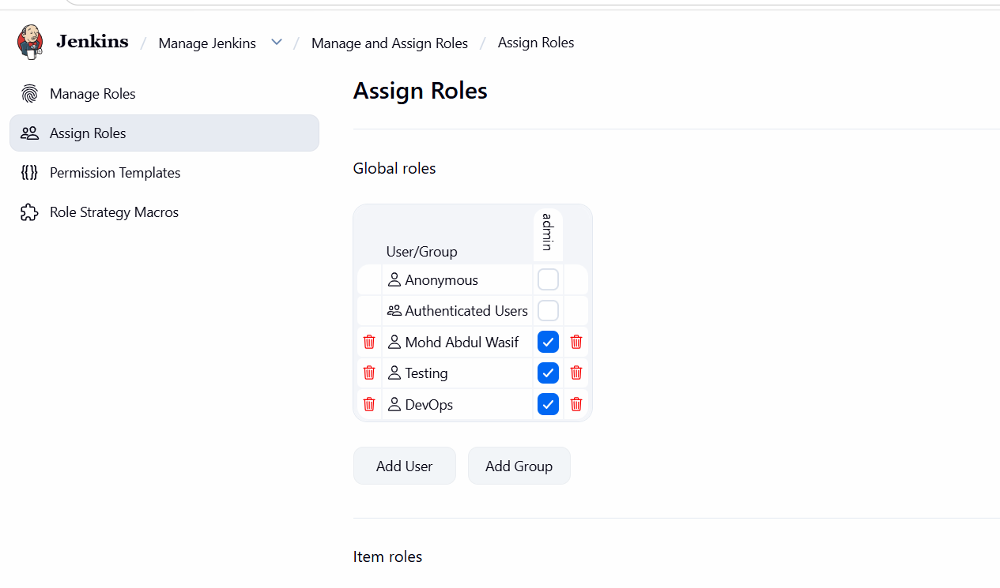 Jenkins / Manage Jenkins / Manage and Assign Roles / Assign Roles
Manage Roles
Assign Roles
Permission Templates
Role Strategy Macros
Assign Roles
Global roles
User/Group admin
Anonymous
Authenticated Users
Mohd Abdul Wasif
Testing
DevOps
Add User Add Group
Item roles